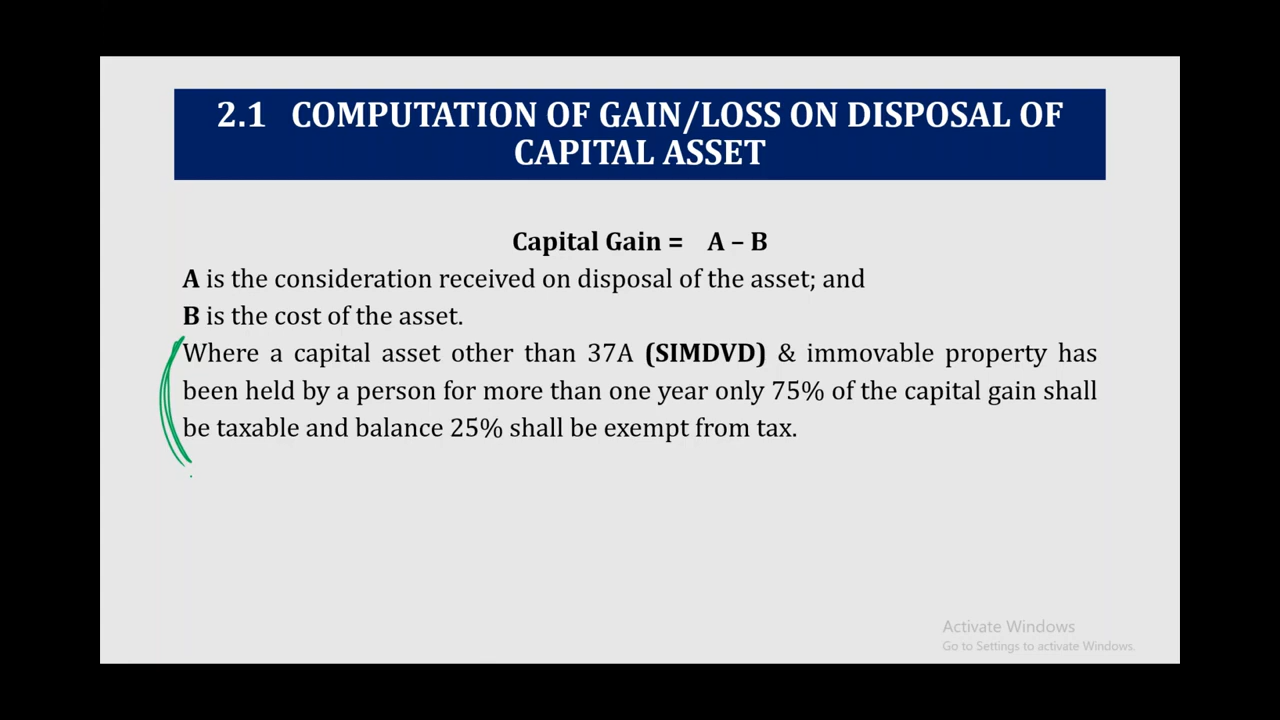 2.1 COMPUTATION OF GAIN/LOSS ON DISPOSAL OF
CAPITAL ASSET
Capital Gain = A – B
A is the consideration received on disposal of the asset; and
B is the cost of the asset.
Where a capital asset other than 37A (SIMDVD) & immovable property has
been held by a person for more than one year only 75% of the capital gain shall
be taxable and balance 25% shall be exempt from tax.
Activate Windows
Go to Settings to activate Windows.